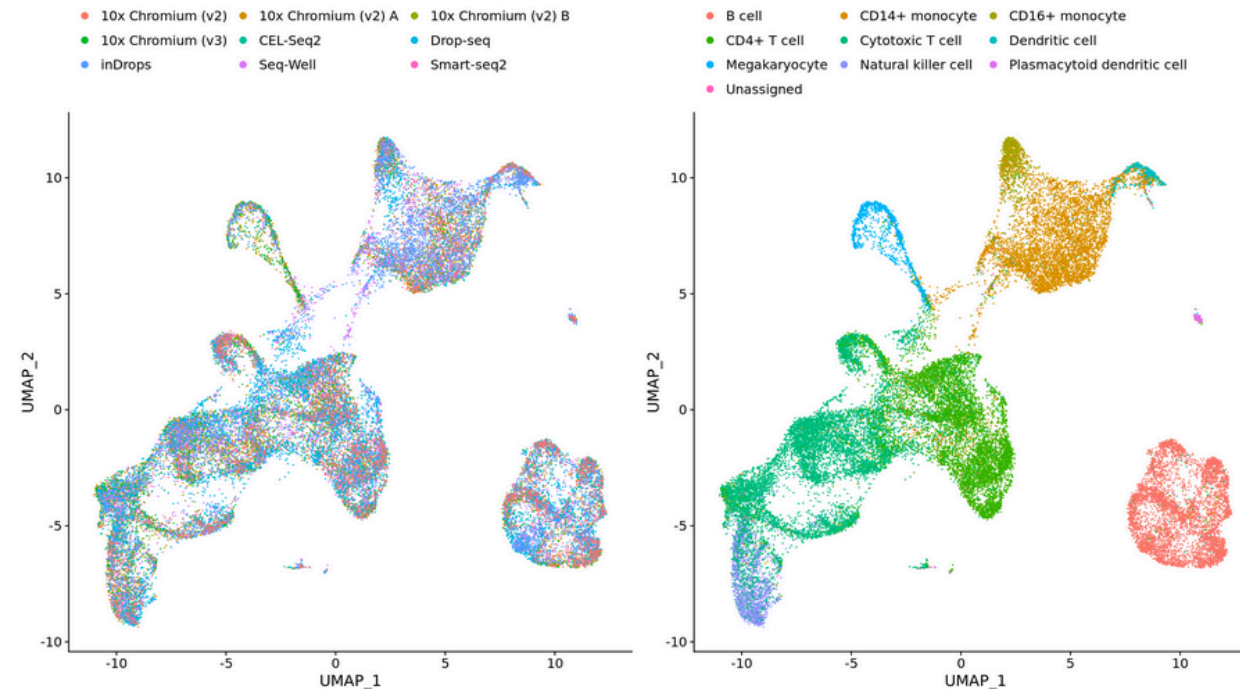 10x Chromium (v2) 10x Chromium (v2) A 10x Chromium (v2) B
10x Chromium (v3) CEL-Seq2 Drop-seq
inDrops Seq-Well Smart-seq2
10
5
0
-5
-10
UMAP_2
-10 -5 0 5 10
UMAP_1
B cell CD14+ monocyte CD16+ monocyte
CD4+ T cell Cytotoxic T cell Dendritic cell
Megakaryocyte Natural killer cell Plasmacytoid dendritic cell
Unassigned
10
5
0
-5
-10
UMAP_2
-10 -5 0 5 10
UMAP_1